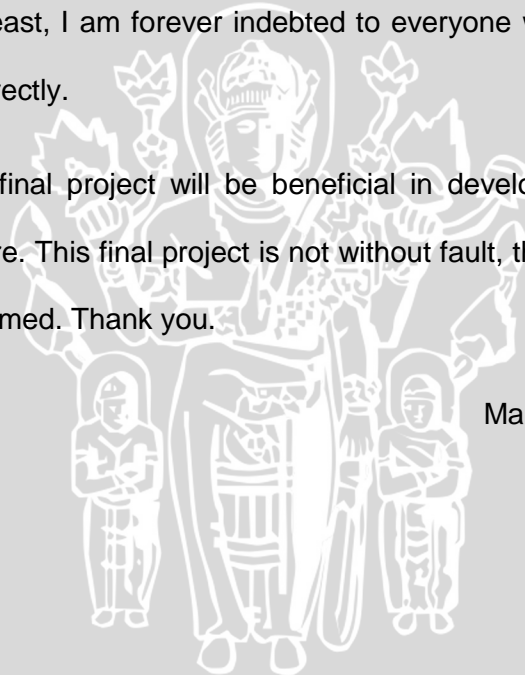 east, I am forever indebted to everyone
rectly.
final project will be beneficial in develo
re. This final project is not without fault, th
med. Thank you.
Ma